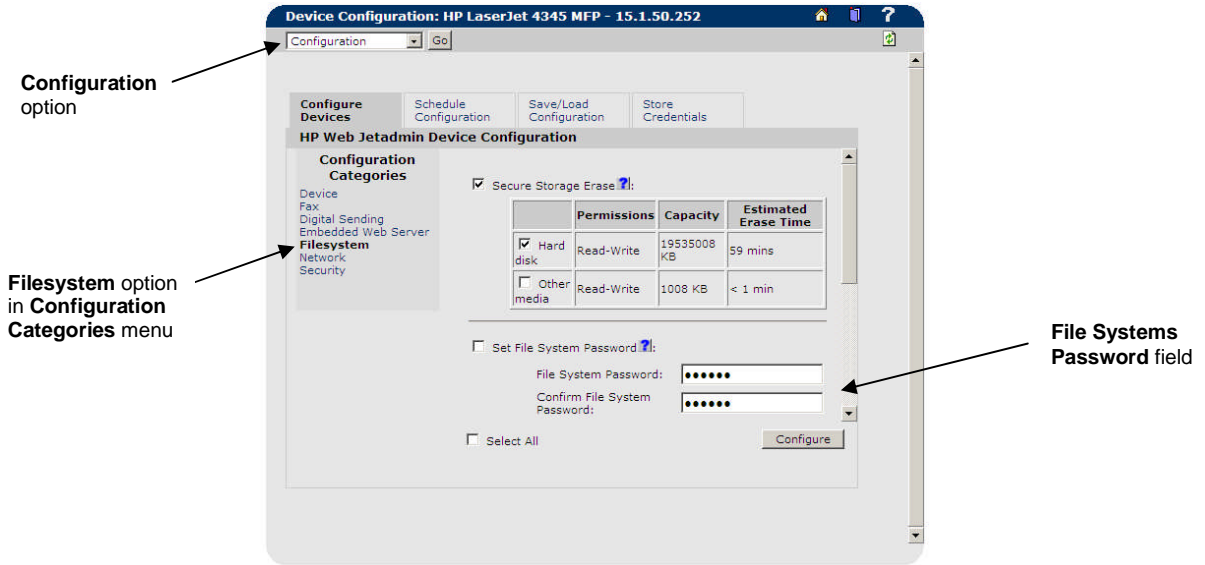 Device Configuration: HP LaserJet 4345 MFP - 15.1.50.252
?
Configuration
Go
Configuration
option
Configure
Devices
Schedule
Configuration
Save/Load
Configuration
Store
Credentials
HP Web Jetadmin Device Configuration
Configuration
Categories
Device
Fax
Digital Sending
Embedded Web Server
Filesystem
Network
Security
Filesystem option
in Configuration
Categories menu
Secure Storage Erase ?:
Permissions Capacity Estimated
Erase Time
Hard
disk
Read-Write
19535008
KB
59 mins
Other
media
Read-Write
1008 KB
< 1 min
Set File System Password ?:
File System Password: ●●●●●●
Confirm File System
Password:
●●●●●●
File Systems
Password field
Select All
Configure